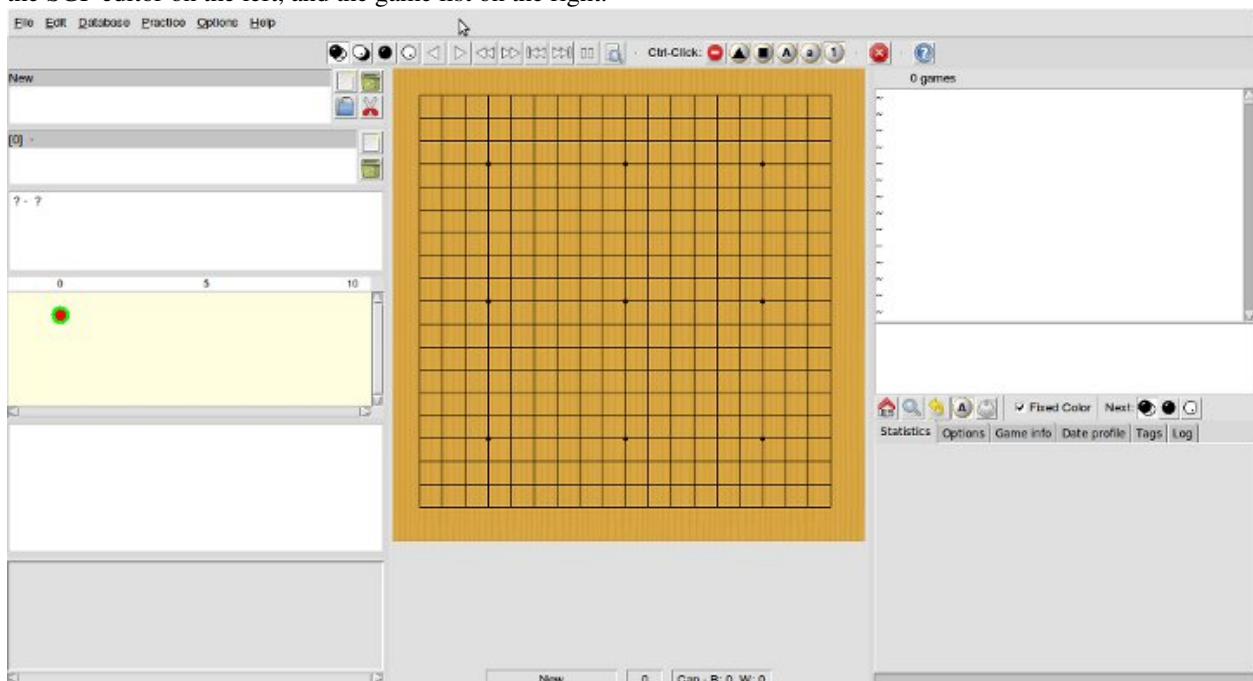 the SGF editor on the left, and the game list on the right.
File Edit Database Practice Options Help
Ctrl-Click: A a 1
New
0 games
[0] -
? - ?
0 5 10
~
~
~
~
~
~
~
~
~
~
~
~
~
~
A Fixed Color Next:
Statistics Options Game info Date profile Tags Log
New 0 Cap - B: 0, W: 0